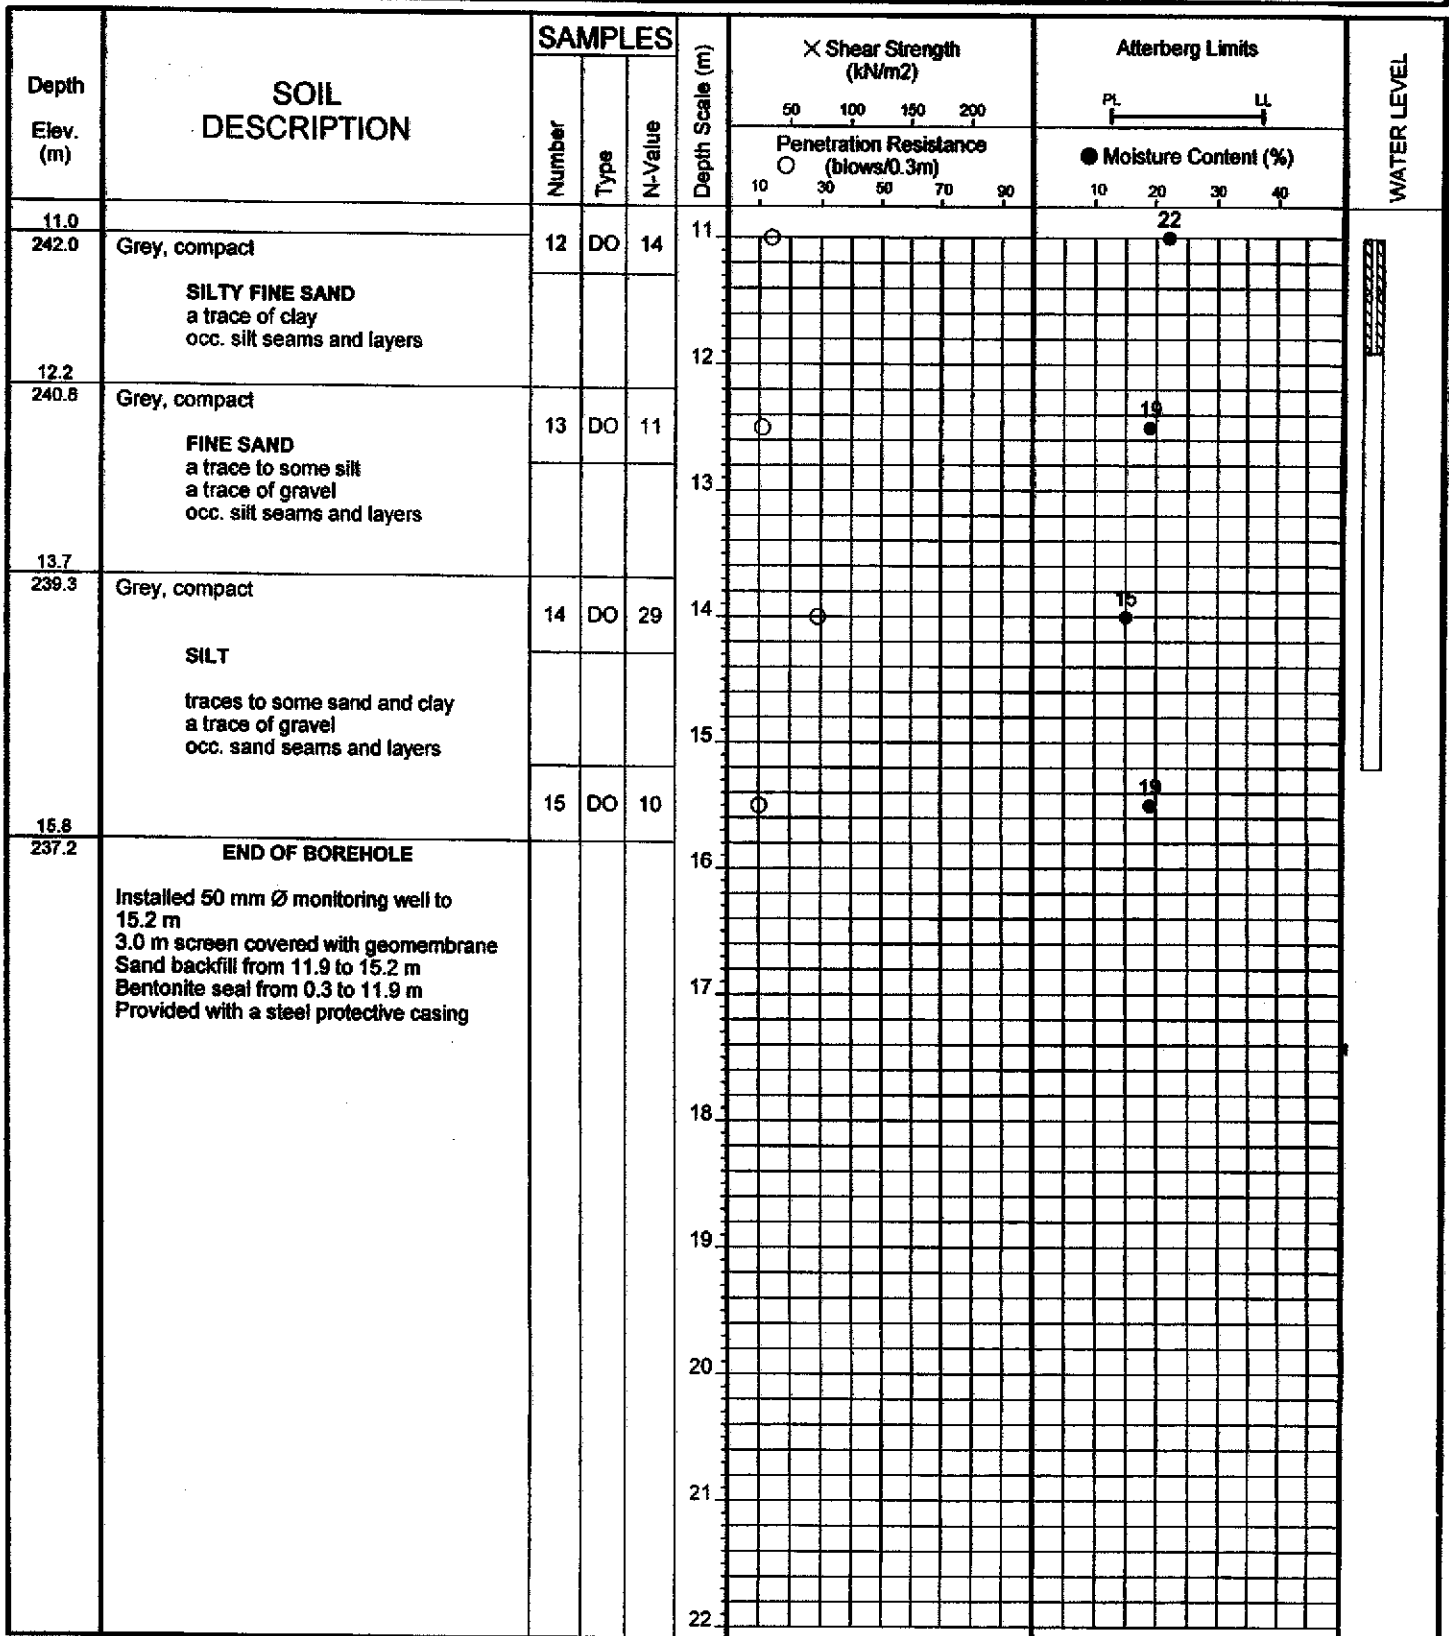 Depth
Elev.
(m)
SOIL
DESCRIPTION
SAMPLES
Number
Type
N-Value
Depth Scale (m)
× Shear Strength
(kN/m2)
50 100 150 200
Penetration Resistance
(blows/0.3m)
10 30 50 70 90
Atterberg Limits
PL LL
● Moisture Content (%)
10 20 30 40
WATER LEVEL
11.0
242.0
Grey, compact
SILTY FINE SAND
a trace of clay
occ. silt seams and layers
12 DO 14
11
22
12
12.2
240.8
Grey, compact
FINE SAND
a trace to some silt
a trace of gravel
occ. silt seams and layers
13 DO 11
19
13
13.7
239.3
Grey, compact
SILT
traces to some sand and clay
a trace of gravel
occ. sand seams and layers
14 DO 29
14
15
15
15 DO 10
19
15.8
237.2
END OF BOREHOLE
Installed 50 mm Ø monitoring well to
15.2 m
3.0 m screen covered with geomembrane
Sand backfill from 11.9 to 15.2 m
Bentonite seal from 0.3 to 11.9 m
Provided with a steel protective casing
16
17
18
19
20
21
22